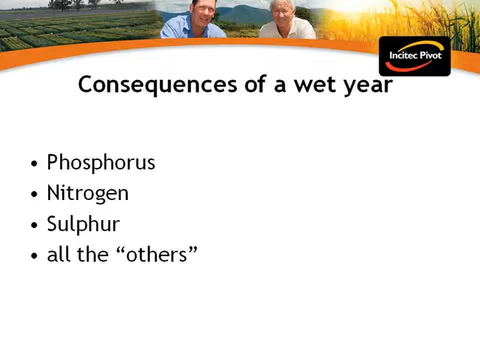 Incitec Pivot
Consequences of a wet year
• Phosphorus
• Nitrogen
• Sulphur
• all the “others”